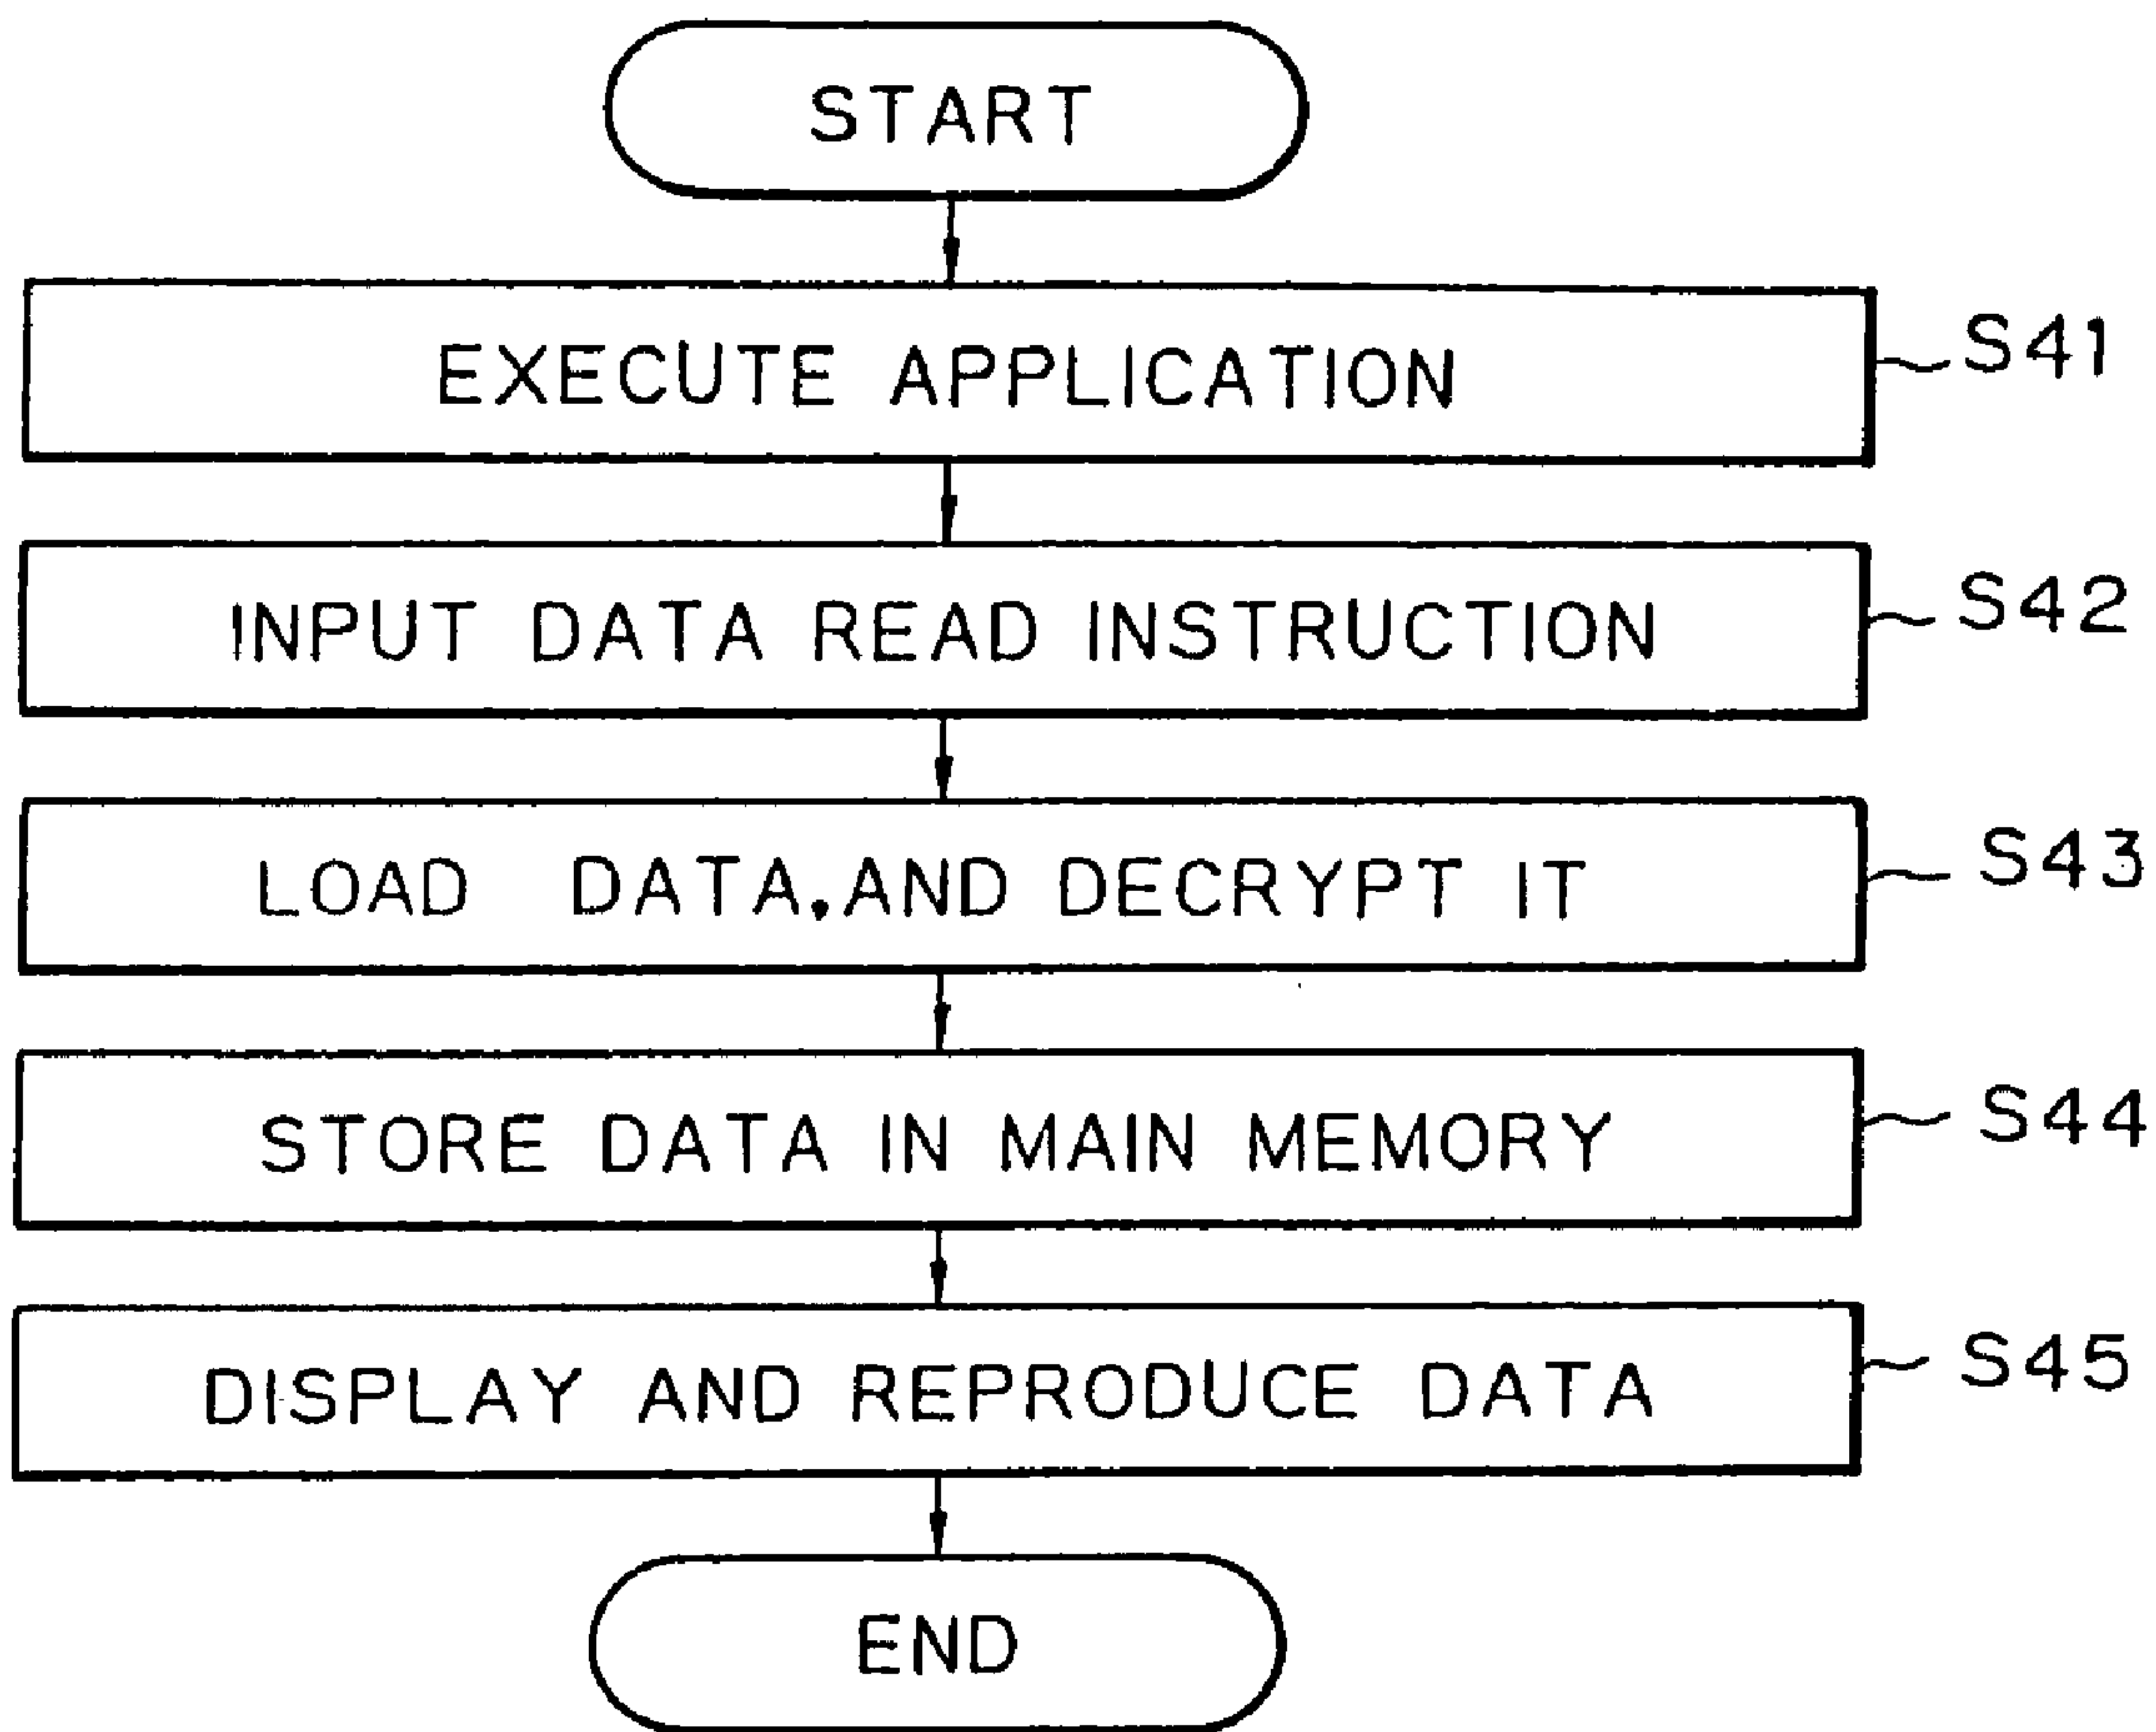 START
EXECUTE APPLICATION S41
INPUT DATA READ INSTRUCTION S42
LOAD DATA.AND DECRYPT IT S43
STORE DATA IN MAIN MEMORY S44
DISPLAY AND REPRODUCE DATA S45
END